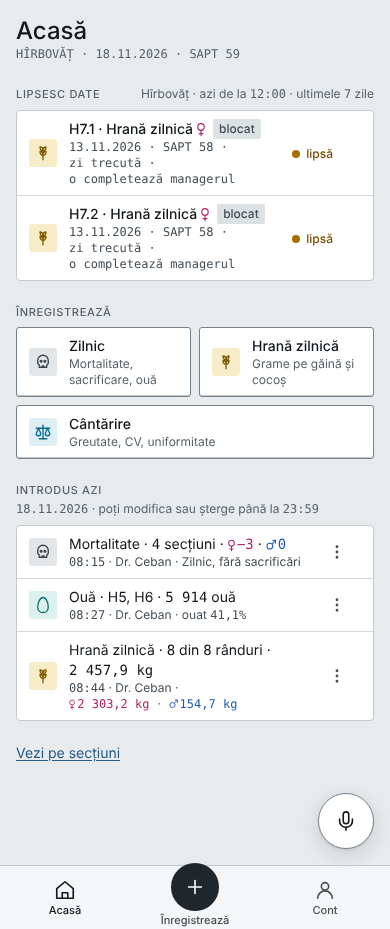 Acasă
HÎRBOVĂȚ · 18.11.2026 · SAPT 59
LIPSESC DATE
Hîrbovăț · azi de la 12:00 · ultimele 7 zile
H7.1 · Hrană zilnică ♀ blocat
13.11.2026 · SAPT 58 ·
zi trecută ·
o completează managerul
lipsă
H7.2 · Hrană zilnică ♀ blocat
13.11.2026 · SAPT 58 ·
zi trecută ·
o completează managerul
lipsă
ÎNREGISTREAZĂ
Zilnic
Mortalitate,
sacrificare, ouă
Hrană zilnică
Grame pe găină și
cocoș
Cântărire
Greutate, CV, uniformitate
INTRODUS AZI
18.11.2026 · poți modifica sau șterge până la 23:59
Mortalitate · 4 secțiuni · ♀−3 · ♂0
08:15 · Dr. Ceban · Zilnic, fără sacrificări
Ouă · H5, H6 · 5 914 ouă
08:27 · Dr. Ceban · ouat 41,1%
Hrană zilnică · 8 din 8 rânduri ·
2 457,9 kg
08:44 · Dr. Ceban ·
♀2 303,2 kg · ♂154,7 kg
Vezi pe secțiuni
Acasă
Înregistrează
Cont